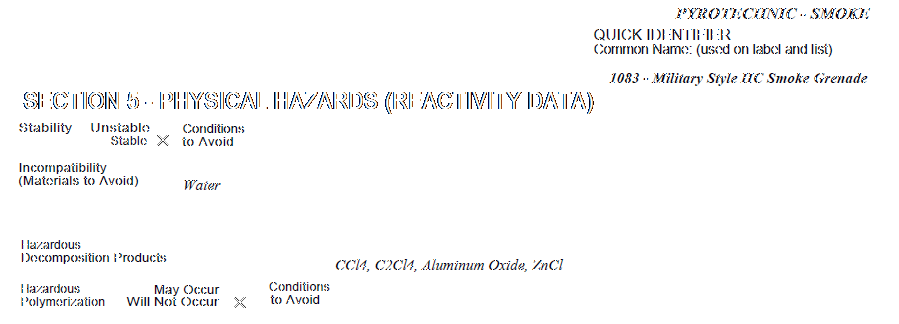 PYROTECHNIC - SMOKE
QUICK IDENTIFIER
Common Name: (used on label and list)
1083 - Military Style HC Smoke Grenade
SECTION 5 - PHYSICAL HAZARDS (REACTIVITY DATA)
Stability Unstable Conditions
Stable X to Avoid
Incompatibility
(Materials to Avoid) Water
Hazardous
Decomposition Products
CCl4, C2Cl4, Aluminum Oxide, ZnCl
Hazardous May Occur Conditions
Polymerization Will Not Occur X to Avoid